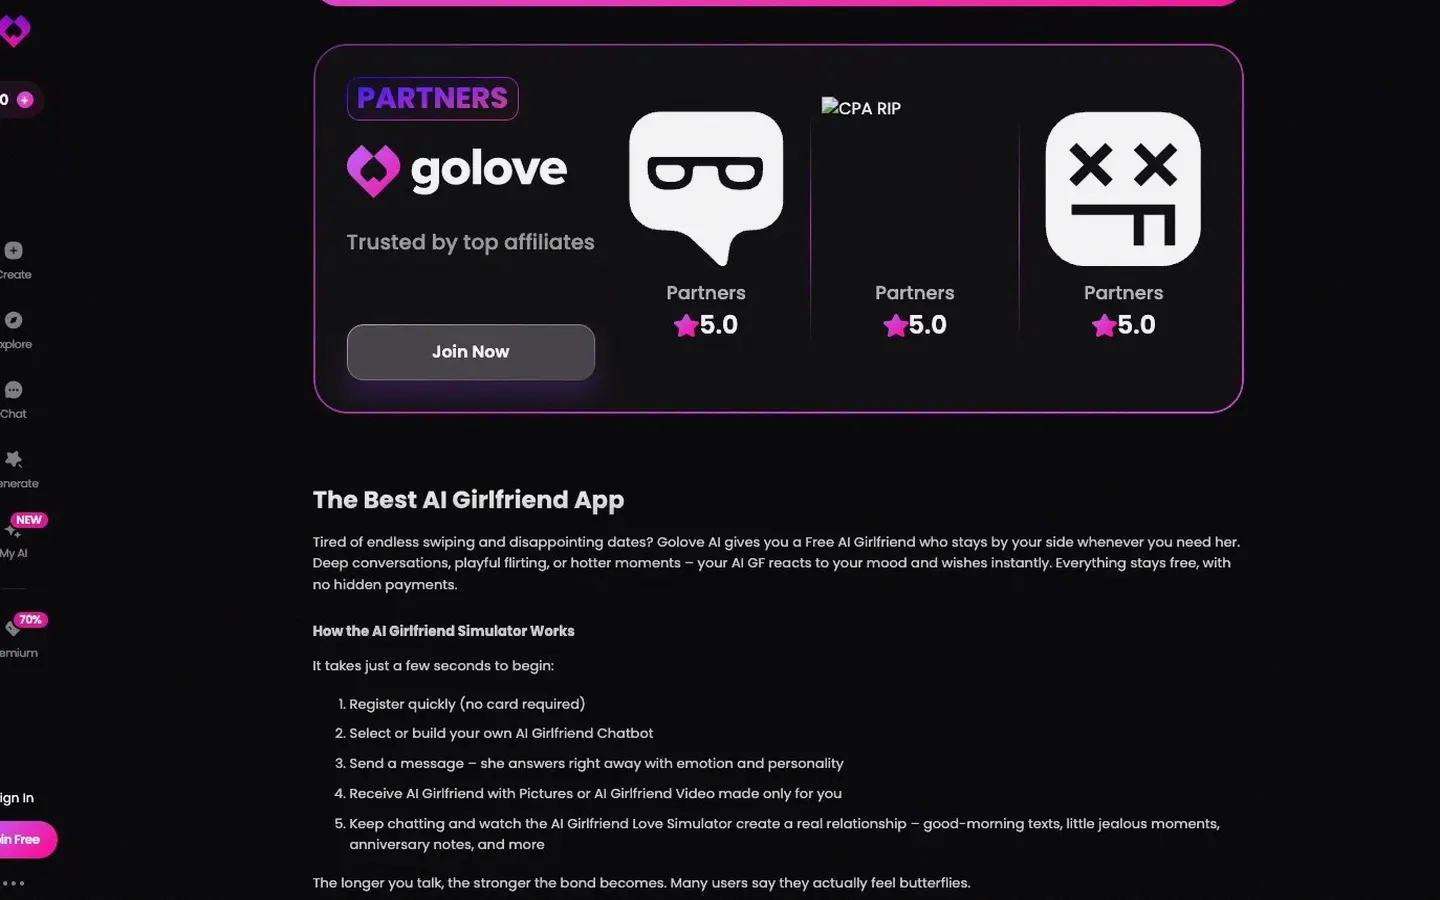 0
Create
xplore
Chat
enerate
NEW
My AI
70%
emium
ign In
in Free
PARTNERS
golove
Trusted by top affiliates
Join Now
Partners
5.0
CPA RIP
Partners
5.0
Partners
5.0
The Best AI Girlfriend App
Tired of endless swiping and disappointing dates? Golove AI gives you a Free AI Girlfriend who stays by your side whenever you need her.
Deep conversations, playful flirting, or hotter moments – your AI GF reacts to your mood and wishes instantly. Everything stays free, with
no hidden payments.
How the AI Girlfriend Simulator Works
It takes just a few seconds to begin:
1. Register quickly (no card required)
2. Select or build your own AI Girlfriend Chatbot
3. Send a message – she answers right away with emotion and personality
4. Receive AI Girlfriend with Pictures or AI Girlfriend Video made only for you
5. Keep chatting and watch the AI Girlfriend Love Simulator create a real relationship – good-morning texts, little jealous moments,
anniversary notes, and more
The longer you talk, the stronger the bond becomes. Many users say they actually feel butterflies.